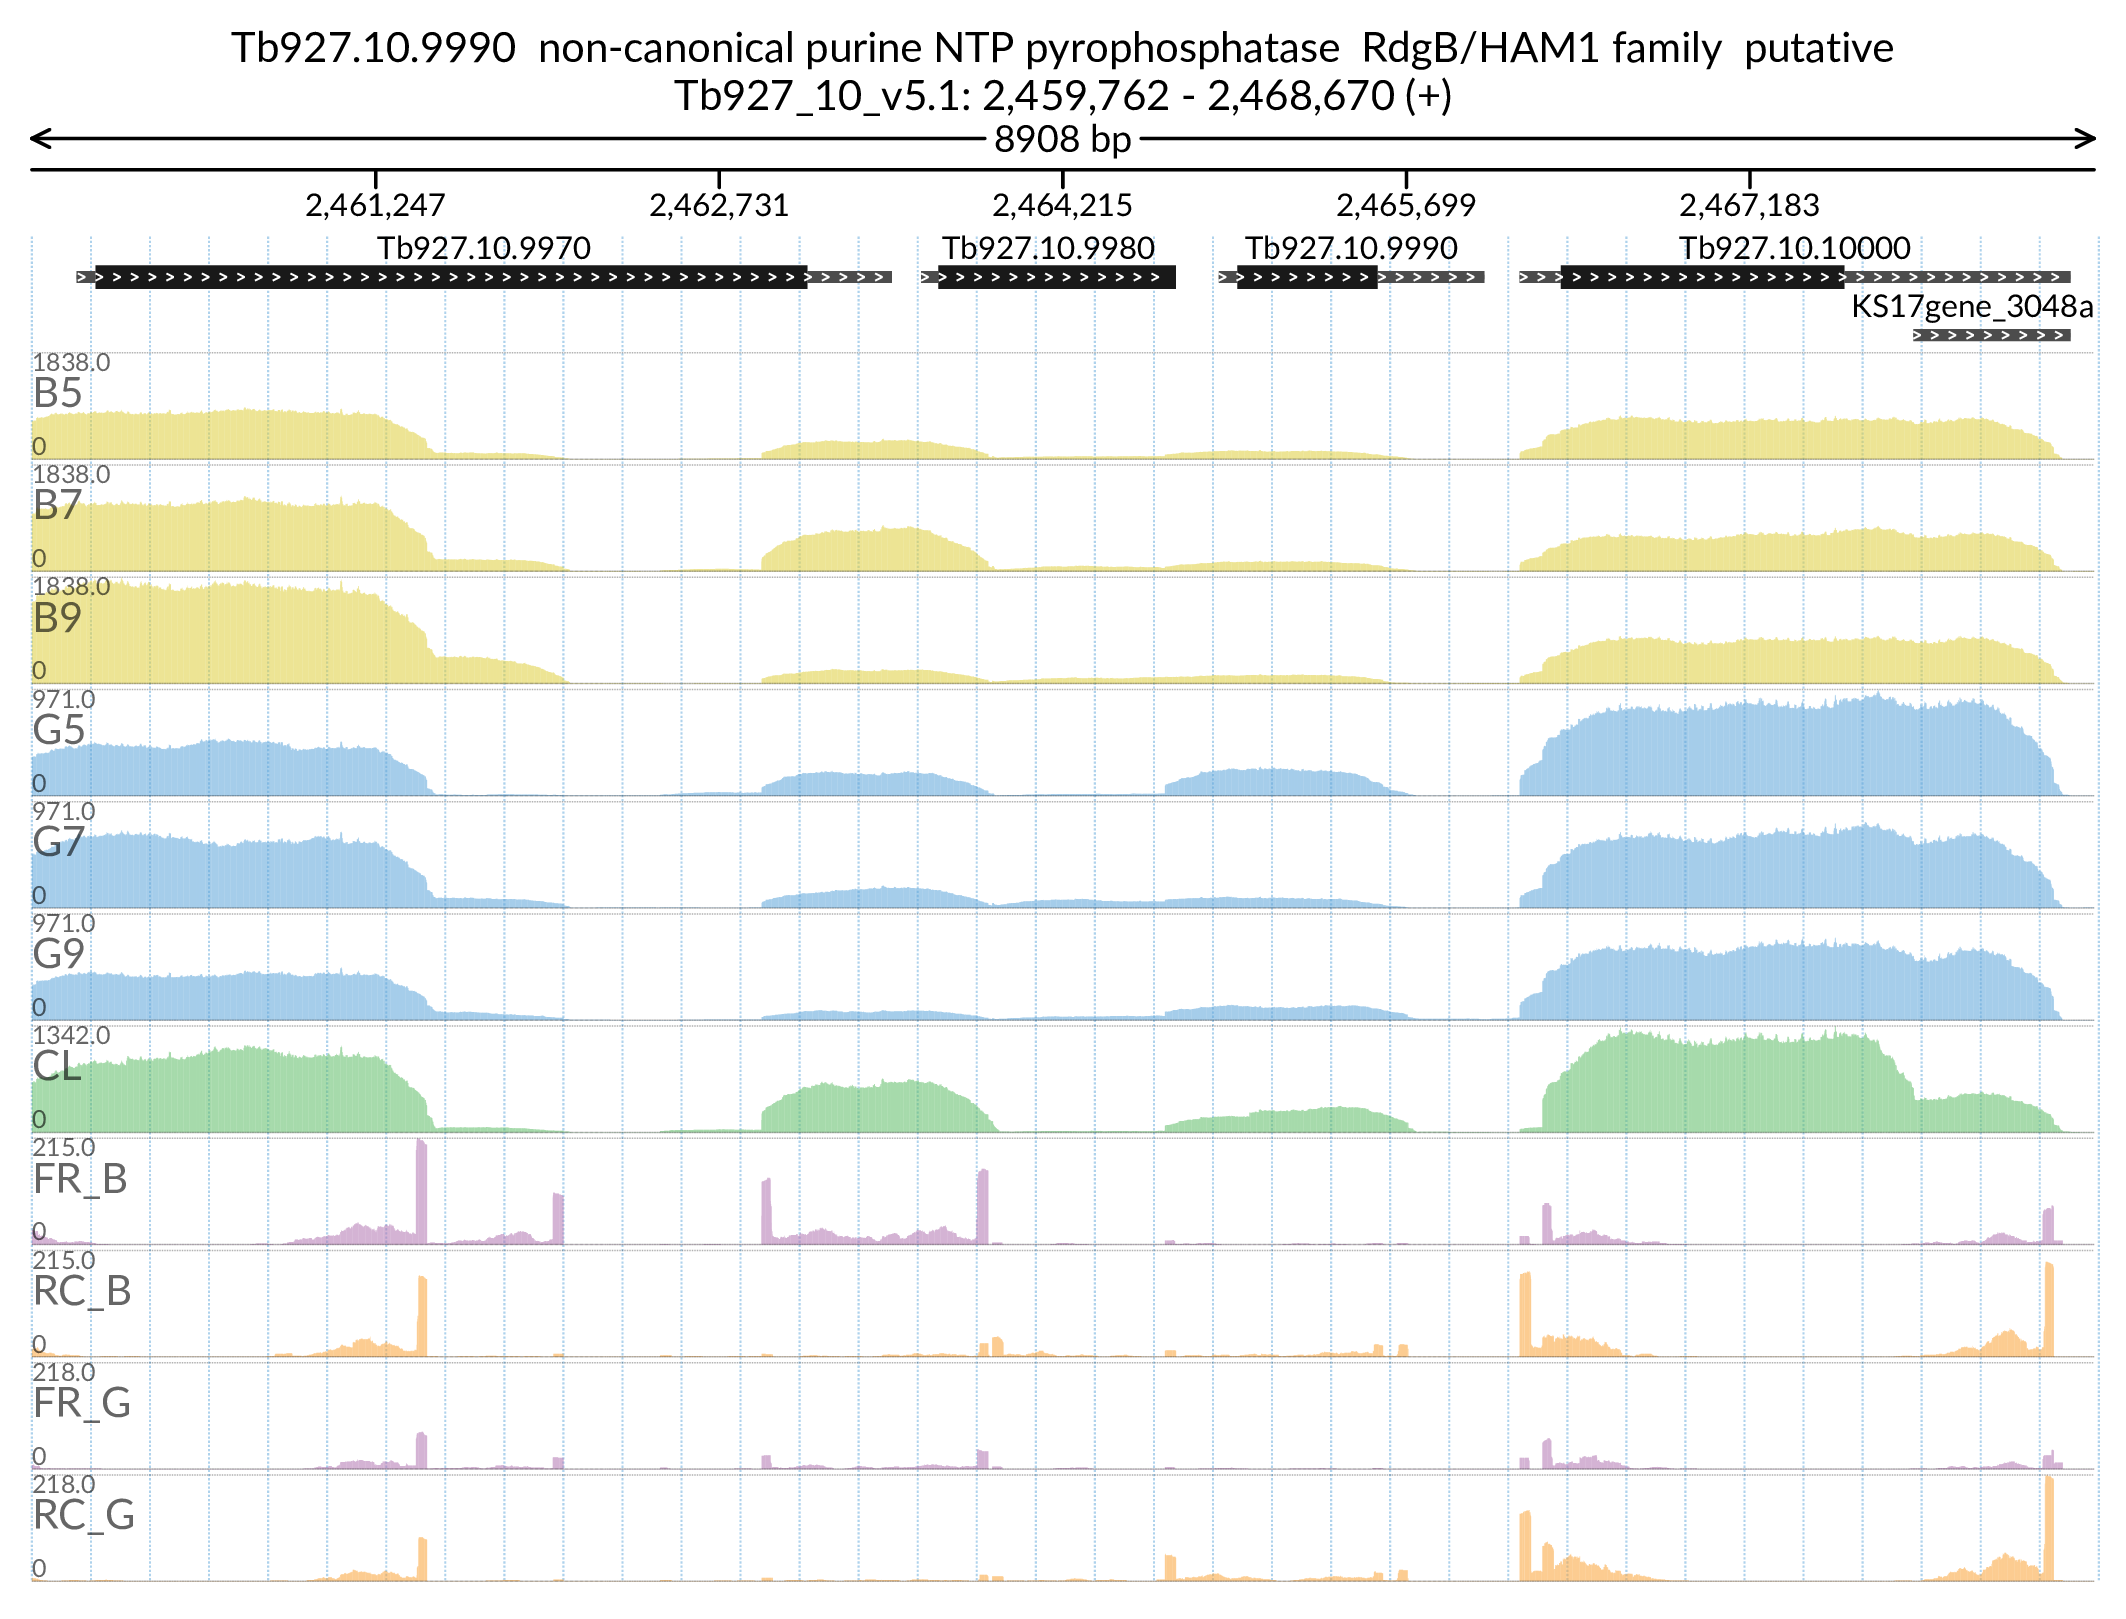 Tb927.10.9990  non-canonical purine NTP pyrophosphatase  RdgB/HAM1 family  putative
Tb927_10_v5.1: 2,459,762 - 2,468,670 (+)
8908 bp
2,461,247 2,462,731 2,464,215 2,465,699 2,467,183
Tb927.10.9970 Tb927.10.9980 Tb927.10.9990 Tb927.10.10000
KS17gene_3048a
1838.0
B5
0
1838.0
B7
0
1838.0
B9
0
971.0
G5
0
971.0
G7
0
971.0
G9
0
1342.0
CL
0
215.0
FR_B
0
215.0
RC_B
0
218.0
FR_G
0
218.0
RC_G
0